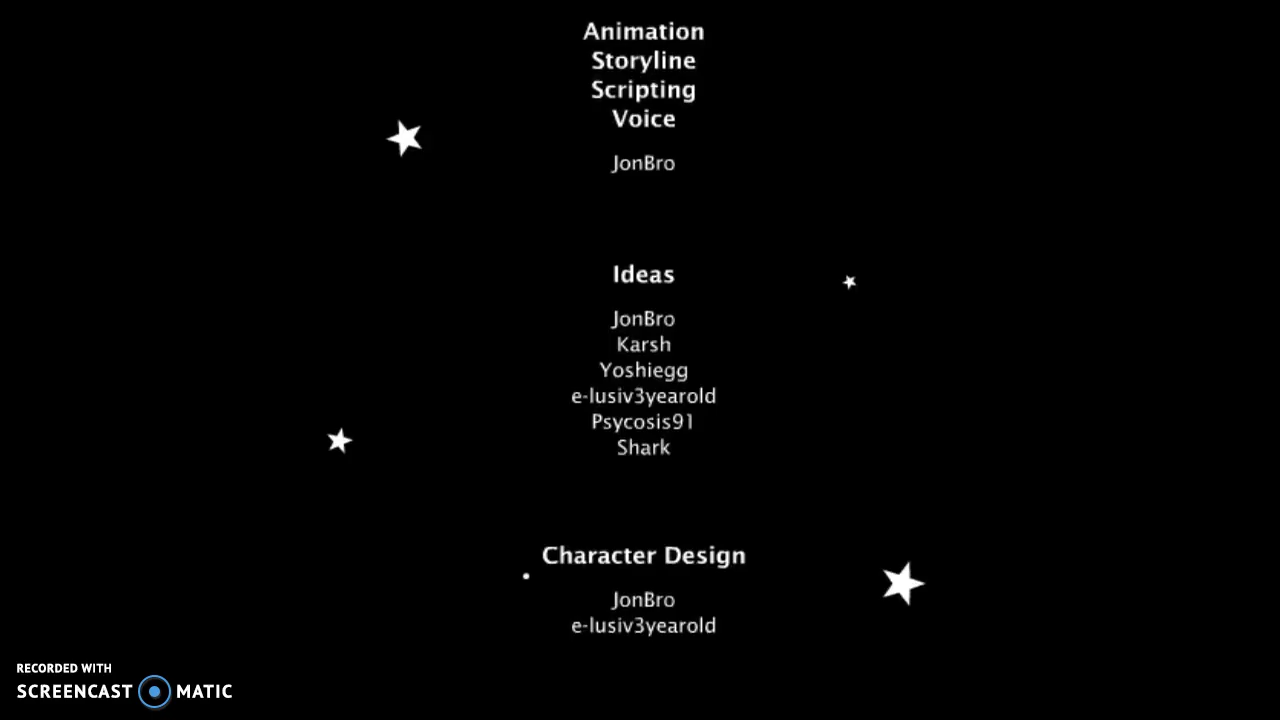 Animation
Storyline
Scripting
Voice
JonBro
Ideas
JonBro
Karsh
Yoshiegg
e-lusiv3yearold
Psycosis91
Shark
Character Design
JonBro
e-lusiv3yearold
RECORDED WITH
SCREENCAST MATIC